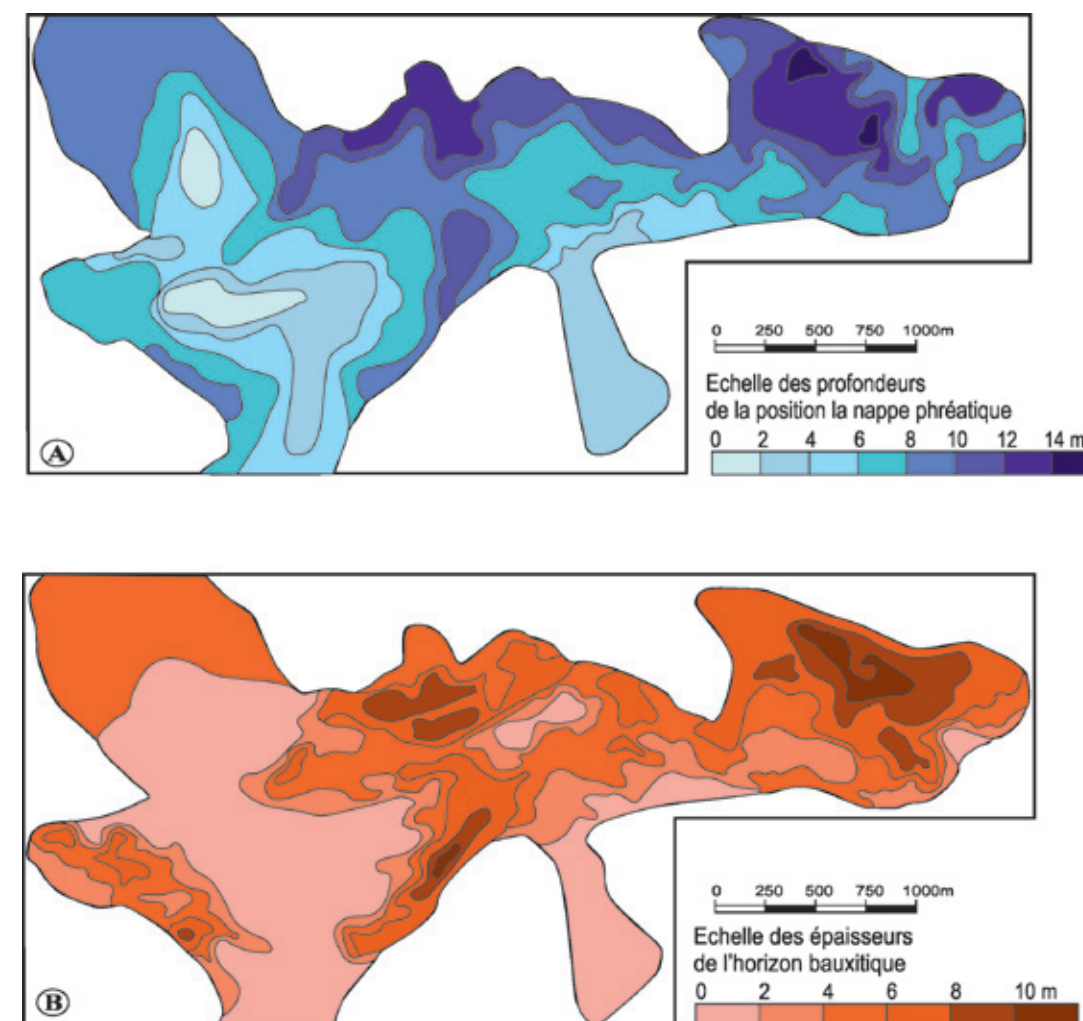 0 250 500 750 1000m
Echelle des profondeurs
de la position la nappe phréatique
0 2 4 6 8 10 12 14 m
A
0 250 500 750 1000m
Echelle des épaisseurs
de l'horizon bauxitique
0 2 4 6 8 10 m
B